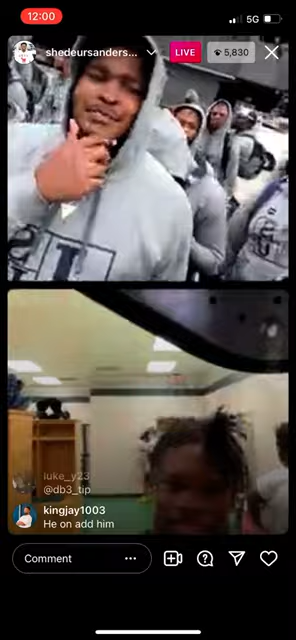 12:00
5G
shedeursanders...
LIVE
5,830
luke_y23
@db3_tip
kingjay1003
He on add him
Comment